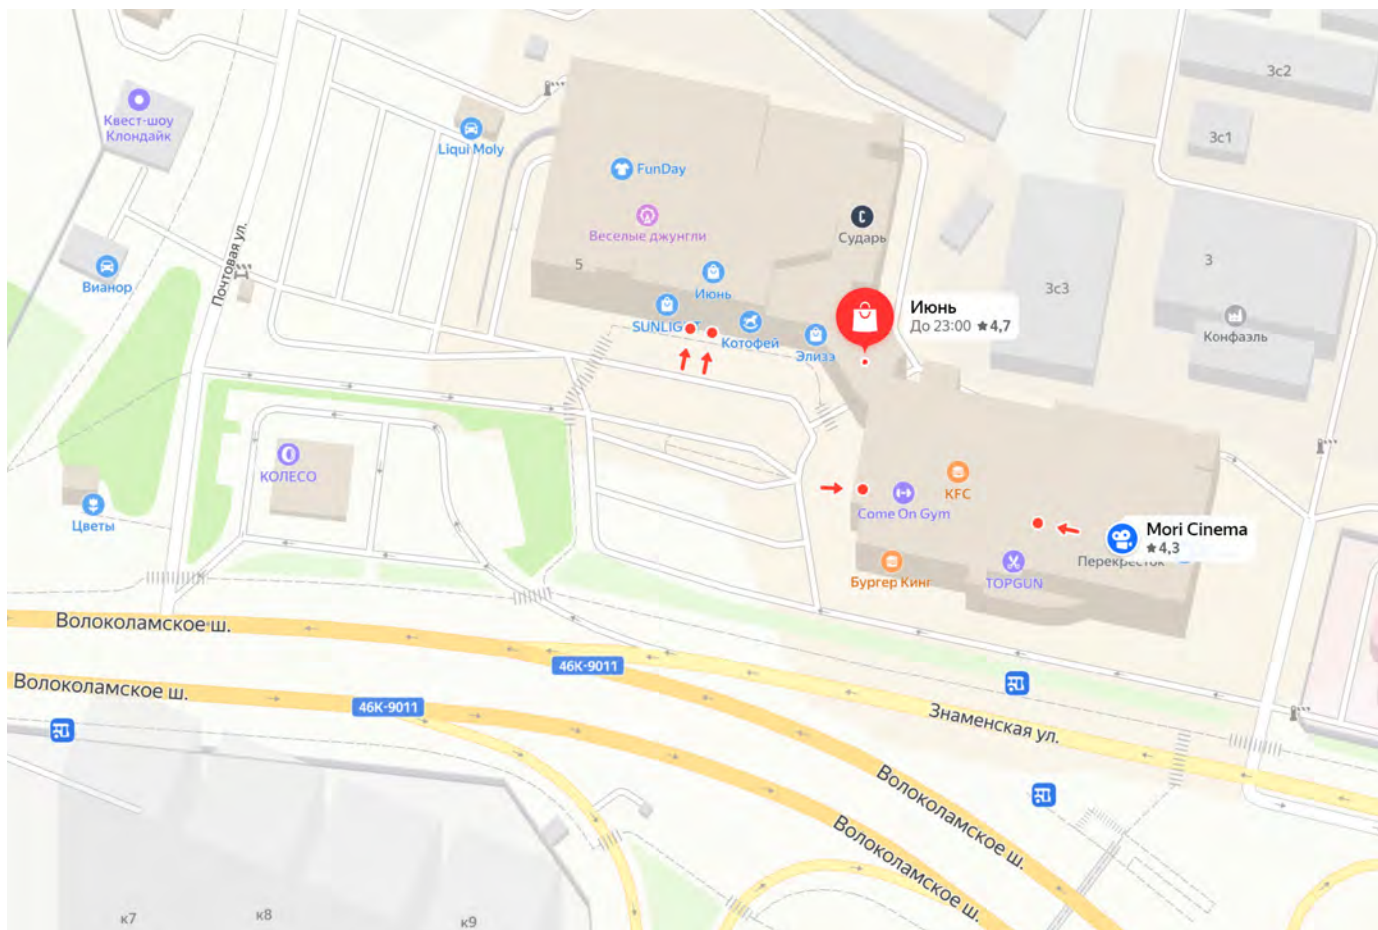 3с2
Квест-шоу
Клондайк
Liqui Moly
3с1
FunDay
Веселые джунгли
Сударь
Почтовая ул.
5
3
Вианор
Июнь
3с3
SUNLIGHT
Котофей
Элизэ
Июнь
До 23:00 ★4,7
Конфаэль
КОЛЕСО
KFC
Come On Gym
Цветы
Mori Cinema
★4,3
Перекресток
Бургер Кинг
TOPGUN
Волоколамское ш.
46К-9011
Волоколамское ш.
46К-9011
Знаменская ул.
Волоколамское ш.
Волоколамское ш.
к7
к8
к9